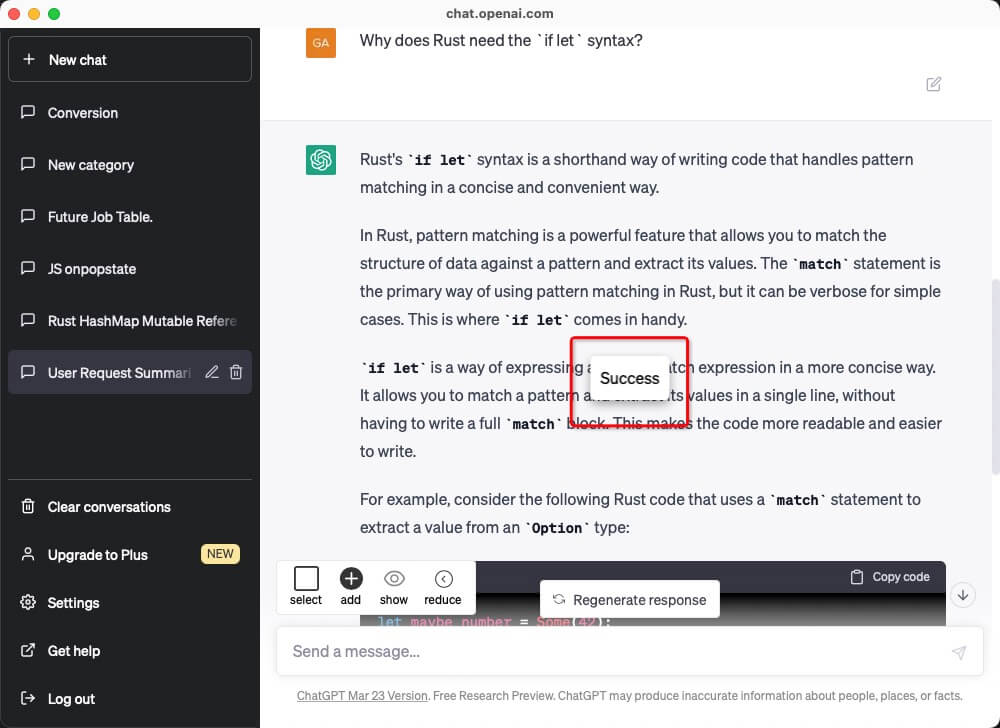 chat.openai.com
New chat
Conversion
New category
Future Job Table.
JS onpopstate
Rust HashMap Mutable Refere
User Request Summari
Clear conversations
Upgrade to Plus NEW
Settings
Get help
Log out
GA
Why does Rust need the `if let` syntax?
Rust's `if let` syntax is a shorthand way of writing code that handles pattern
matching in a concise and convenient way.
In Rust, pattern matching is a powerful feature that allows you to match the
structure of data against a pattern and extract its values. The `match` statement is
the primary way of using pattern matching in Rust, but it can be verbose for simple
cases. This is where `if let` comes in handy.
`if let` is a way of expressing a expression in a more concise way.
Success
It allows you to match a pattern and extract its values in a single line, without
having to write a full `match` block. This makes the code more readable and easier
to write.
For example, consider the following Rust code that uses a `match` statement to
extract a value from an `Option` type:
Copy code
select add show reduce
Regenerate response
let maybe_number = Some(42);
Send a message...
ChatGPT Mar 23 Version. Free Research Preview. ChatGPT may produce inaccurate information about people, places, or facts.